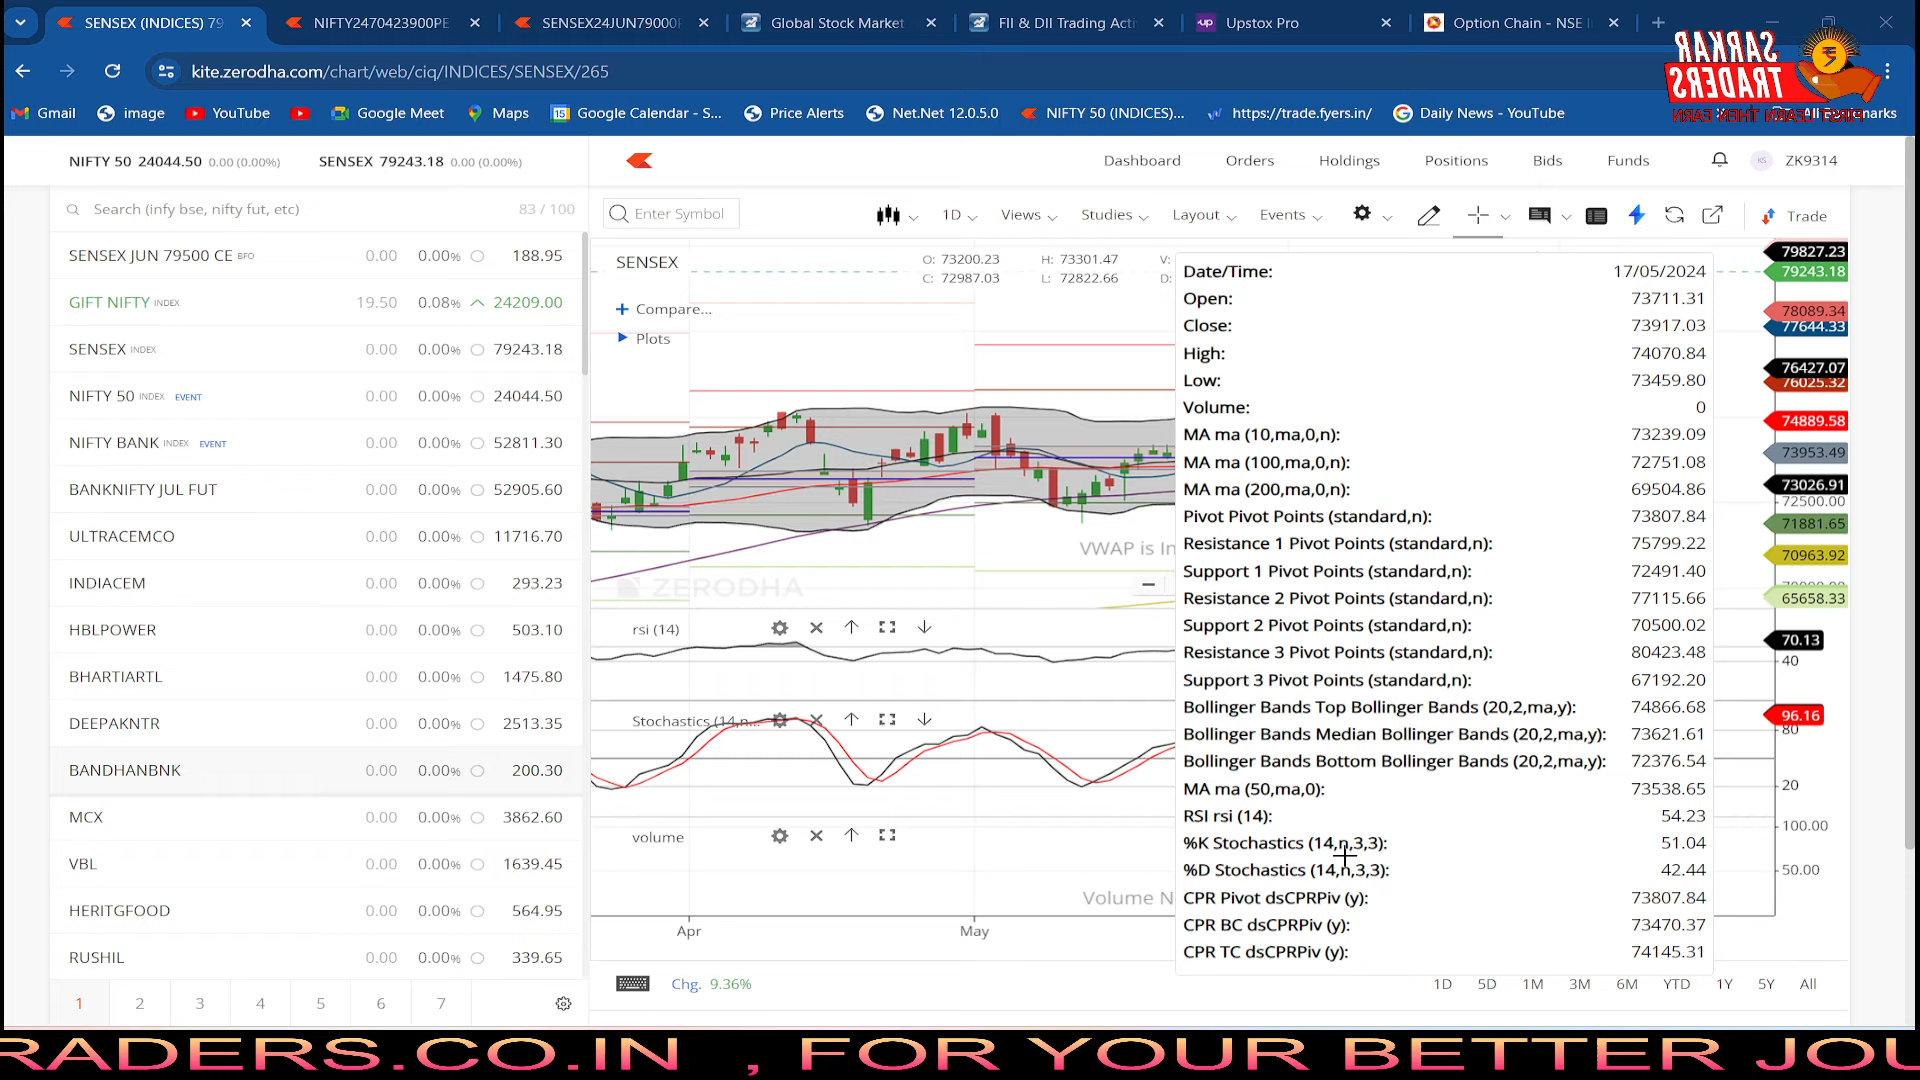 SENSEX (INDICES) 79
NIFTY2470423900PE
SENSEX24JUN79000P
Global Stock Market
FII & DII Trading Acti
Upstox Pro
Option Chain - NSE I
kite.zerodha.com/chart/web/ciq/INDICES/SENSEX/265
SARKAR
TRADERS
FIRST LEARN THEN EARN
Gmail
image
YouTube
Google Meet
Maps
Google Calendar - S...
Price Alerts
Net.Net 12.0.5.0
NIFTY 50 (INDICES)...
https://trade.fyers.in/
Daily News - YouTube
All Bookmarks
NIFTY 50 24044.50 0.00 (0.00%)
SENSEX 79243.18 0.00 (0.00%)
Dashboard
Orders
Holdings
Positions
Bids
Funds
KS
ZK9314
Search (infy bse, nifty fut, etc)
83 / 100
SENSEX JUN 79500 CE BFO 0.00 0.00% 188.95
GIFT NIFTY INDEX 19.50 0.08% 24209.00
SENSEX INDEX 0.00 0.00% 79243.18
NIFTY 50 INDEX EVENT 0.00 0.00% 24044.50
NIFTY BANK INDEX EVENT 0.00 0.00% 52811.30
BANKNIFTY JUL FUT 0.00 0.00% 52905.60
ULTRACEMCO 0.00 0.00% 11716.70
INDIACEM 0.00 0.00% 293.23
HBLPOWER 0.00 0.00% 503.10
BHARTIARTL 0.00 0.00% 1475.80
DEEPAKNTR 0.00 0.00% 2513.35
BANDHANBNK 0.00 0.00% 200.30
MCX 0.00 0.00% 3862.60
VBL 0.00 0.00% 1639.45
HERITGFOOD 0.00 0.00% 564.95
RUSHIL 0.00 0.00% 339.65
1 2 3 4 5 6 7
Enter Symbol
1D
Views
Studies
Layout
Events
Trade
SENSEX
O: 73200.23 H: 73301.47 V:
C: 72987.03 L: 72822.66 D:
Compare...
Plots
VWAP is In
ZERODHA
rsi (14)
Stochastics (14,n...
volume
Volume N
Apr
May
Date/Time: 17/05/2024
Open: 73711.31
Close: 73917.03
High: 74070.84
Low: 73459.80
Volume: 0
MA ma (10,ma,0,n): 73239.09
MA ma (100,ma,0,n): 72751.08
MA ma (200,ma,0,n): 69504.86
Pivot Pivot Points (standard,n): 73807.84
Resistance 1 Pivot Points (standard,n): 75799.22
Support 1 Pivot Points (standard,n): 72491.40
Resistance 2 Pivot Points (standard,n): 77115.66
Support 2 Pivot Points (standard,n): 70500.02
Resistance 3 Pivot Points (standard,n): 80423.48
Support 3 Pivot Points (standard,n): 67192.20
Bollinger Bands Top Bollinger Bands (20,2,ma,y): 74866.68
Bollinger Bands Median Bollinger Bands (20,2,ma,y): 73621.61
Bollinger Bands Bottom Bollinger Bands (20,2,ma,y): 72376.54
MA ma (50,ma,0): 73538.65
RSI rsi (14): 54.23
%K Stochastics (14,n,3,3): 51.04
%D Stochastics (14,n,3,3): 42.44
CPR Pivot dsCPRPiv (y): 73807.84
CPR BC dsCPRPiv (y): 73470.37
CPR TC dsCPRPiv (y): 74145.31
79827.23
79243.18
78089.34
77644.33
76427.07
76025.32
74889.58
73953.49
73026.91
72500.00
71881.65
70963.92
65658.33
70.13
40
96.16
80
20
100.00
50.00
Chg. 9.36%
1D 5D 1M 3M 6M YTD 1Y 5Y All
RADERS.CO.IN , FOR YOUR BETTER JOU